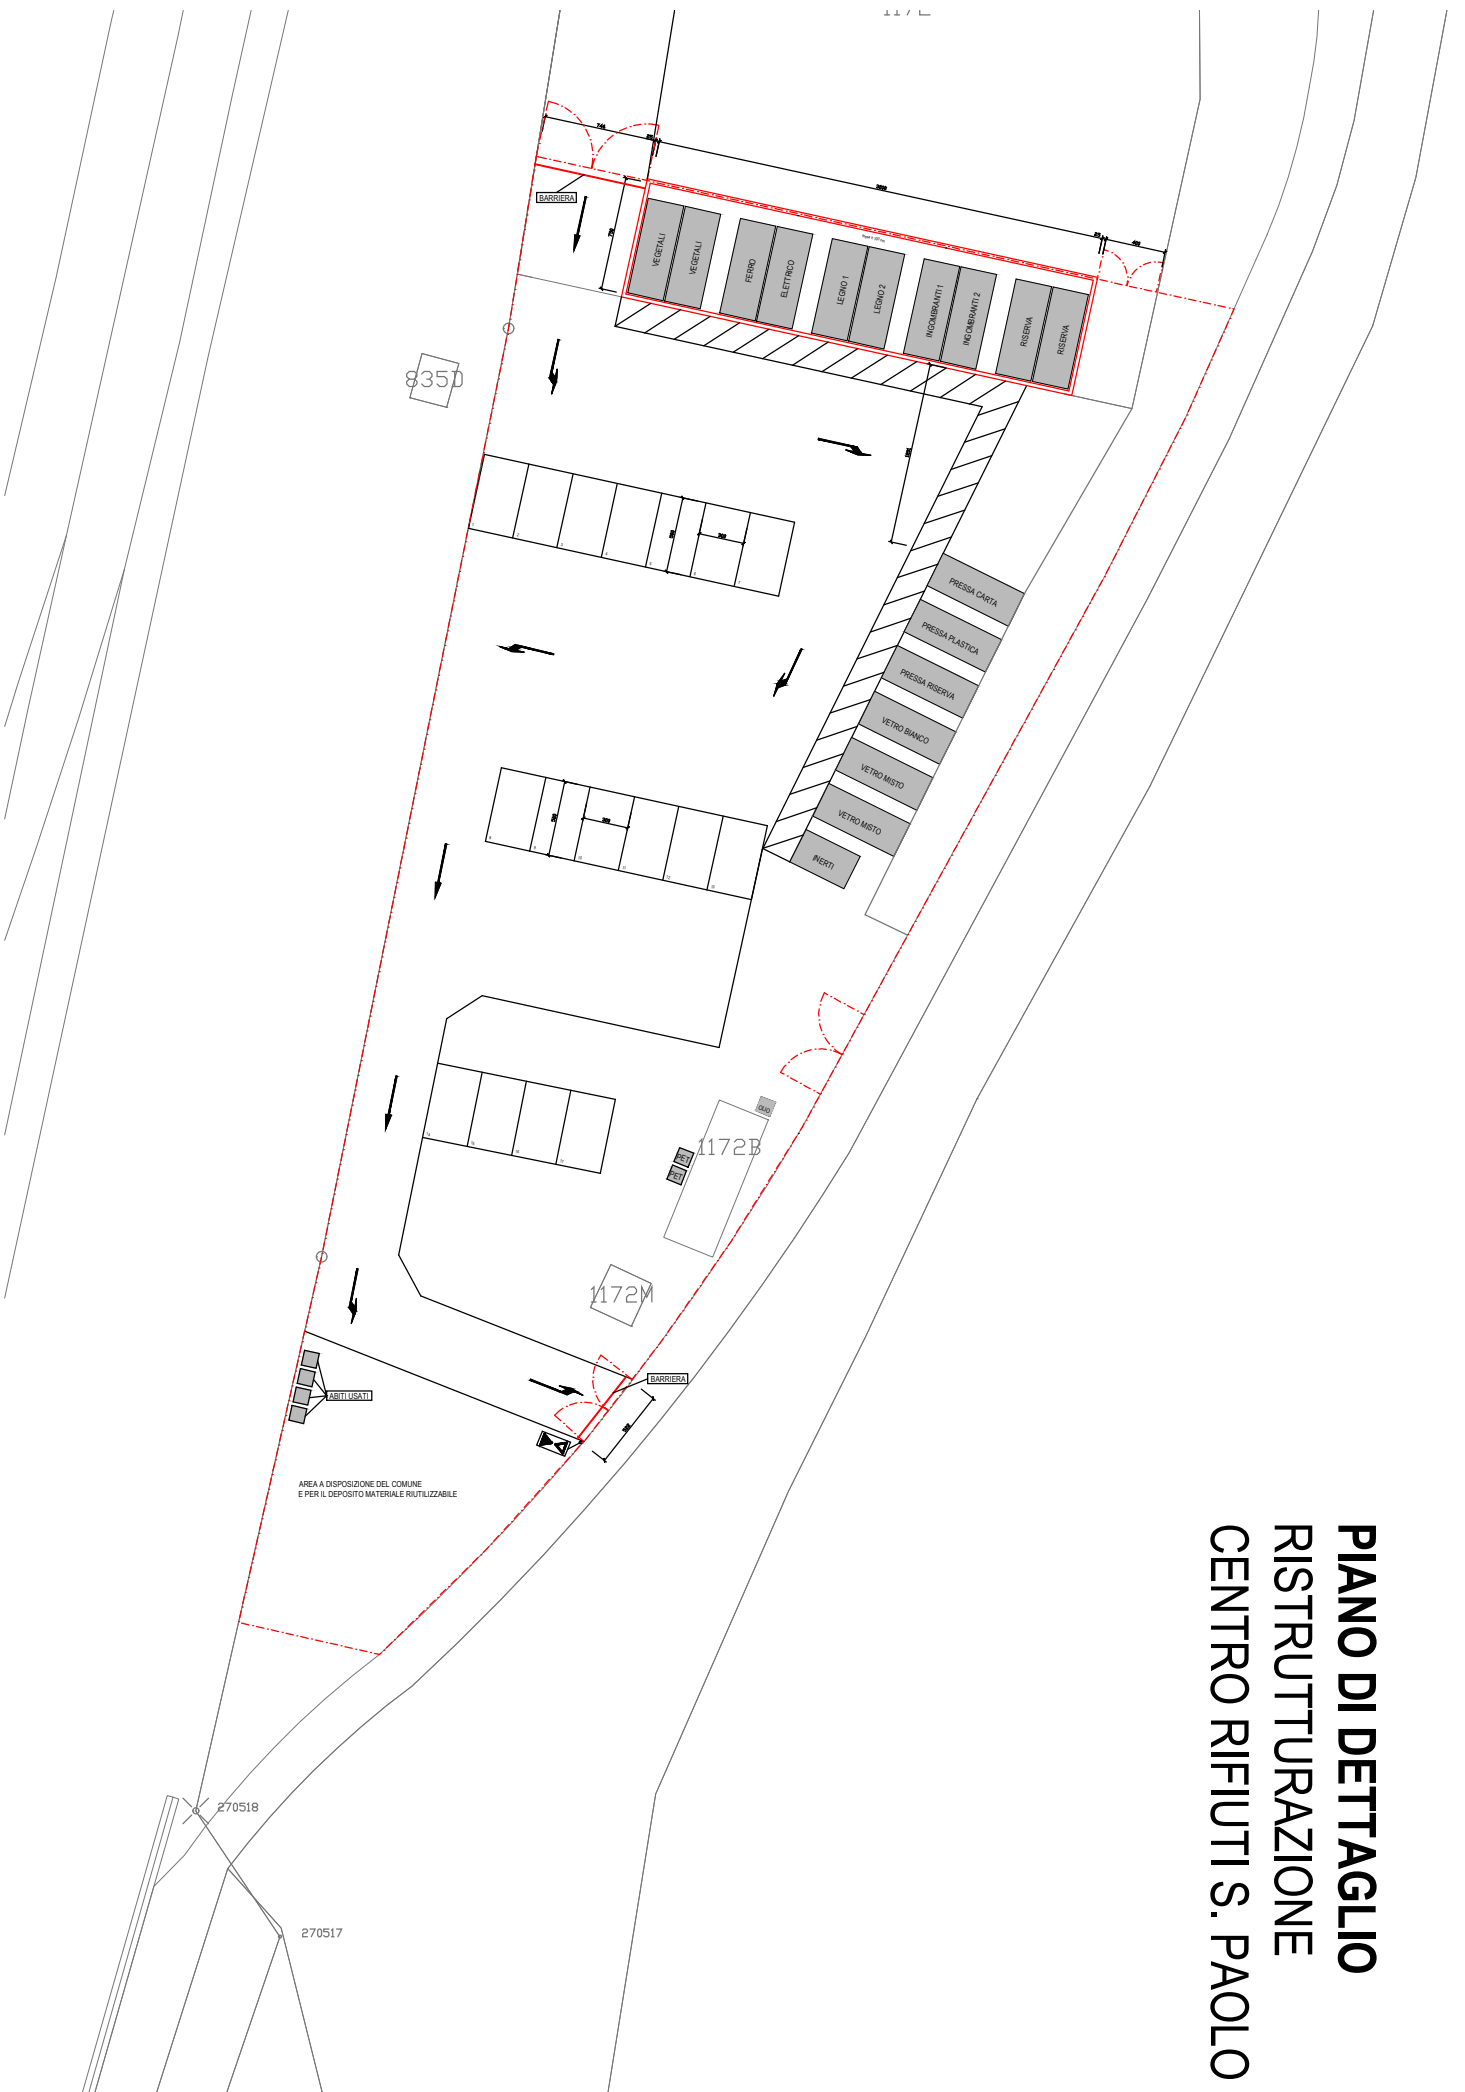 PIANO DI DETTAGLIO
RISTRUTTURAZIONE
CENTRO RIFIUTI S. PAOLO
BARRIERA
VEGETALI
VEGETALI
FERRO
ELETTRICO
LEGNO 1
LEGNO 2
INGOMBRANTI 1
INGOMBRANTI 2
RISERVA
RISERVA
835D
PRESSA CARTA
PRESSA PLASTICA
PRESSA RISERVA
VETRO BIANCO
VETRO MISTO
VETRO MISTO
INERTI
OLIO
1172B
PET
PET
1172M
BARRIERA
ABITI USATI
AREA A DISPOSIZIONE DEL COMUNE
E PER IL DEPOSITO MATERIALE RIUTILIZZABILE
270518
270517